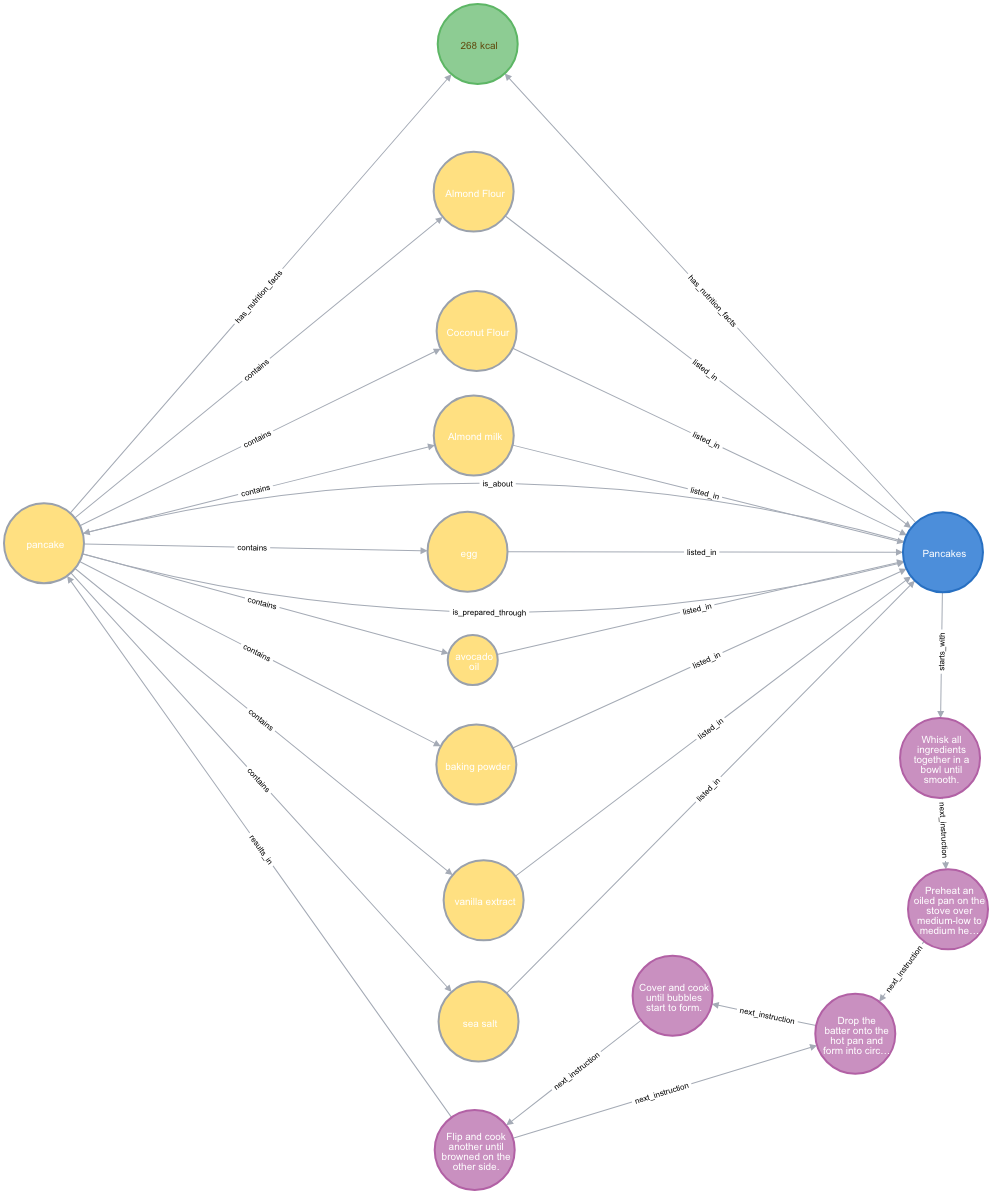 268 kcal
Almond Flour
has_nutrition_facts
has_nutrition_facts
Coconut Flour
contains
listed_in
Almond milk
contains
listed_in
is_about
contains
listed_in
pancake
contains
egg
listed_in
Pancakes
contains
is_prepared_through
listed_in
avocado
oil
contains
listed_in
starts_with
contains
listed_in
baking powder
contains
listed_in
Whisk all
ingredients
together in a
bowl until
smooth.
next_instruction
results_in
vanilla extract
Preheat an
oiled pan on the
stove over
medium-low to
medium he...
next_instruction
sea salt
Cover and cook
until bubbles
start to form.
next_instruction
Drop the
batter onto the
hot pan and
form into circ...
next_instruction
next_instruction
Flip and cook
another until
browned on the
other side.